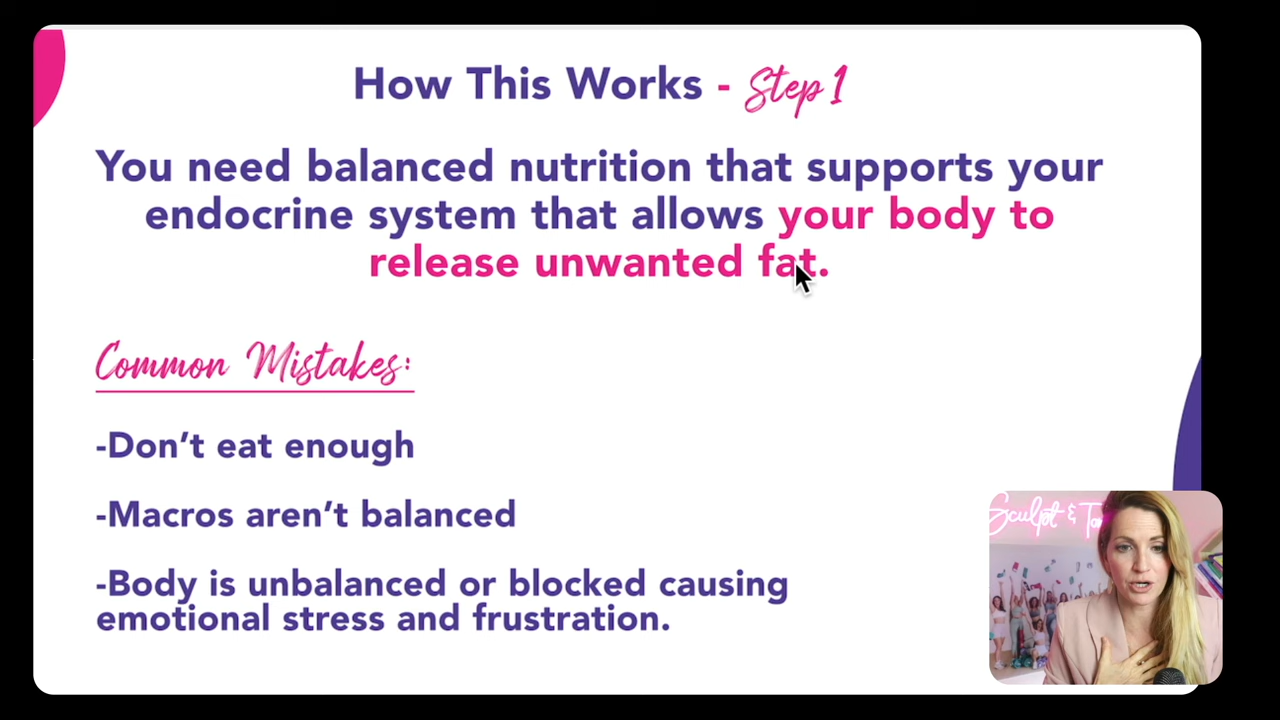 How This Works - Step 1
You need balanced nutrition that supports your
endocrine system that allows your body to
release unwanted fat.
Common Mistakes:
-Don't eat enough
-Macros aren't balanced
-Body is unbalanced or blocked causing
emotional stress and frustration.
Sculpt &